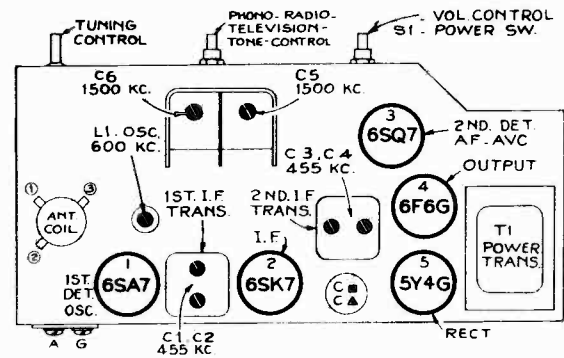 TUNING
CONTROL
PHONO-RADIO-
TELEVISION-
TONE-CONTROL
- VOL. CONTROL
S1 - POWER SW.
C6
1500 KC.
C5
1500 KC.
L1. OSC.
600 KC.
3
6SQ7
2ND. DET.
AF.-AVC
C3, C4
455 KC.
OUTPUT
4
6F6G
1
3
ANT.
COIL
2
1ST. I.F.
TRANS.
2ND. I.F
TRANS.
I.F.
T1
POWER
TRANS.
1ST.
DET.
OSC.
1
6SA7
2
6SK7
C ■
C ▲
5
5Y4G
A G
C1, C2
455 KC
RECT